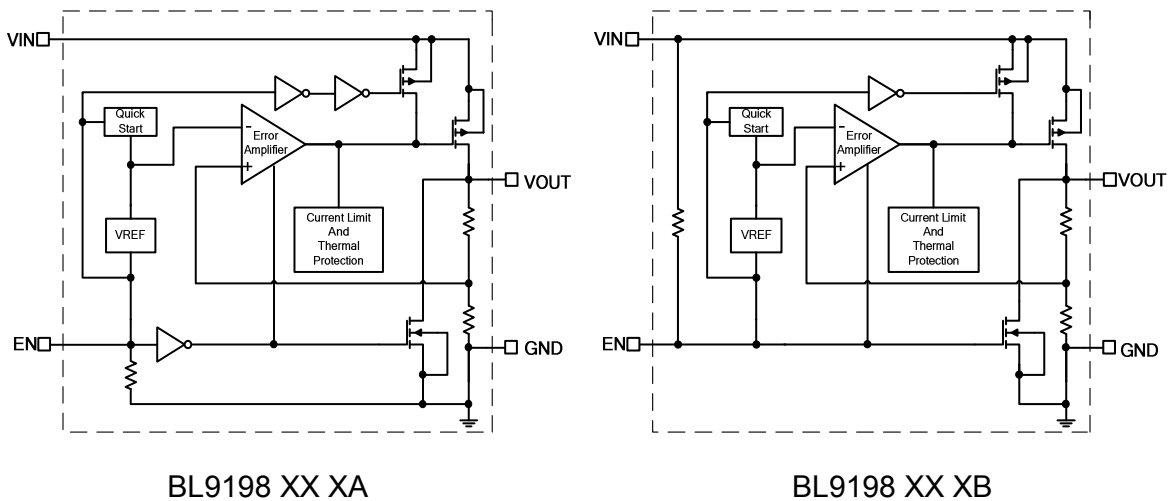 VIN
Quick
Start
−
Error
Amplifier
+
VOUT
Current Limit
And
Thermal
Protection
VREF
EN
GND
BL9198 XX XA
VIN
Quick
Start
−
Error
Amplifier
+
VOUT
Current Limit
And
Thermal
Protection
VREF
EN
GND
BL9198 XX XB